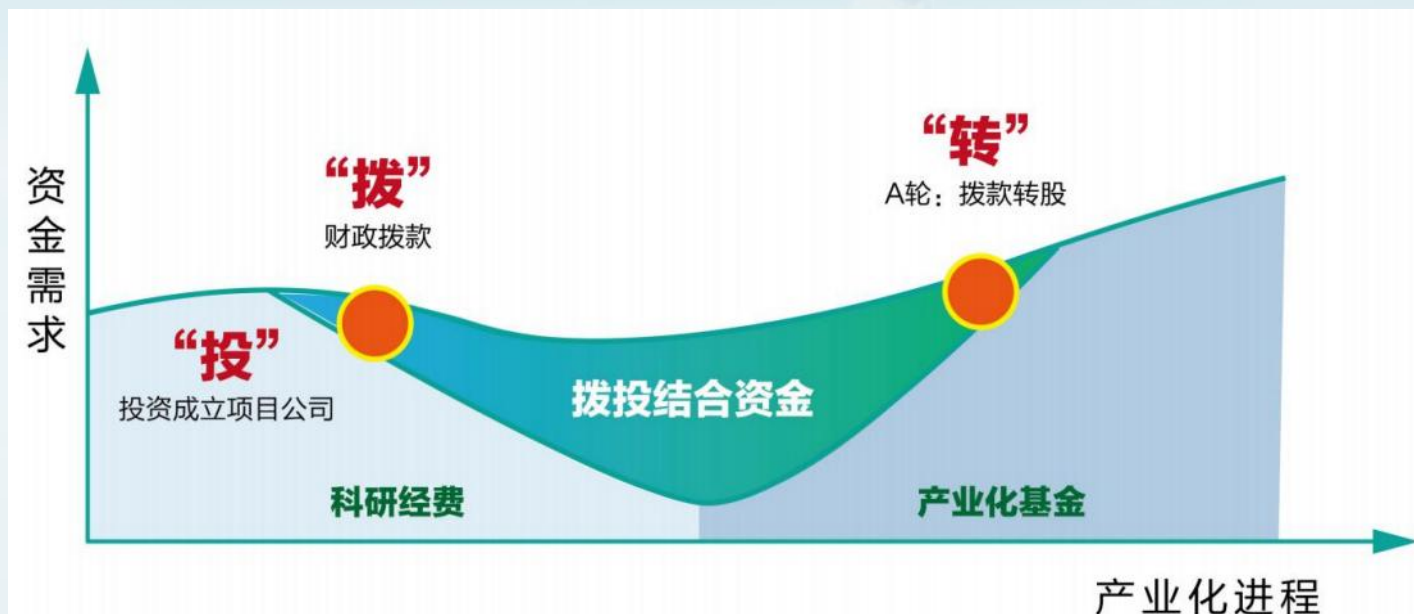 资金需求
“拨”
财政拨款
“转”
A轮：拨款转股
“投”
投资成立项目公司
拨投结合资金
科研经费
产业化基金
产业化进程